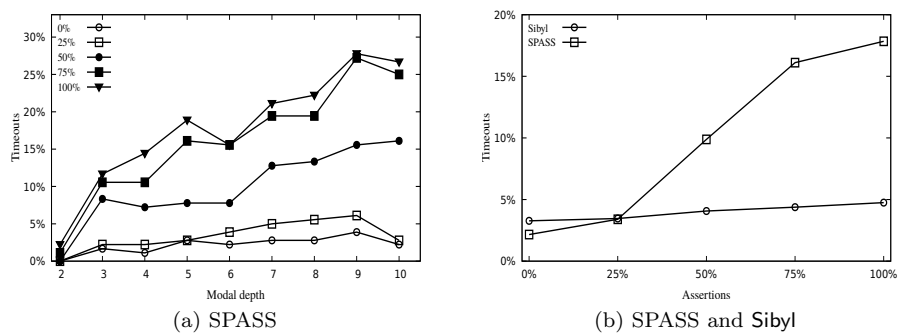 0%
25%
50%
75%
100%
30%
25%
20%
15%
10%
5%
0%
Timeouts
2 3 4 5 6 7 8 9 10
Modal depth
(a) SPASS
Sibyl
SPASS
20%
15%
10%
5%
0%
Timeouts
0% 25% 50% 75% 100%
Assertions
(b) SPASS and Sibyl